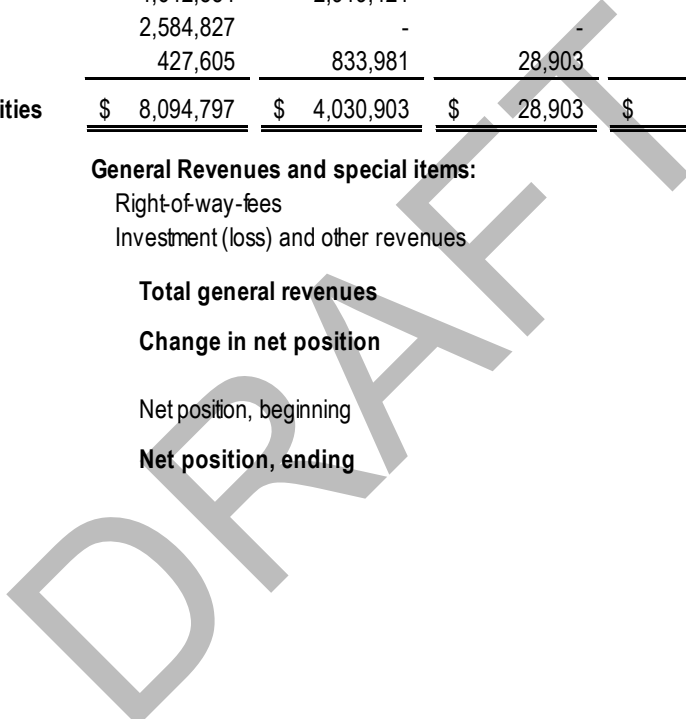 2,584,827 - -
427,605 833,981 28,903
$ 8,094,797 $ 4,030,903 $ 28,903 $
General Revenues and special items:
Right-of-way-fees
Investment (loss) and other revenues
Total general revenues
Change in net position
Net position, beginning
Net position, ending
DRAFT